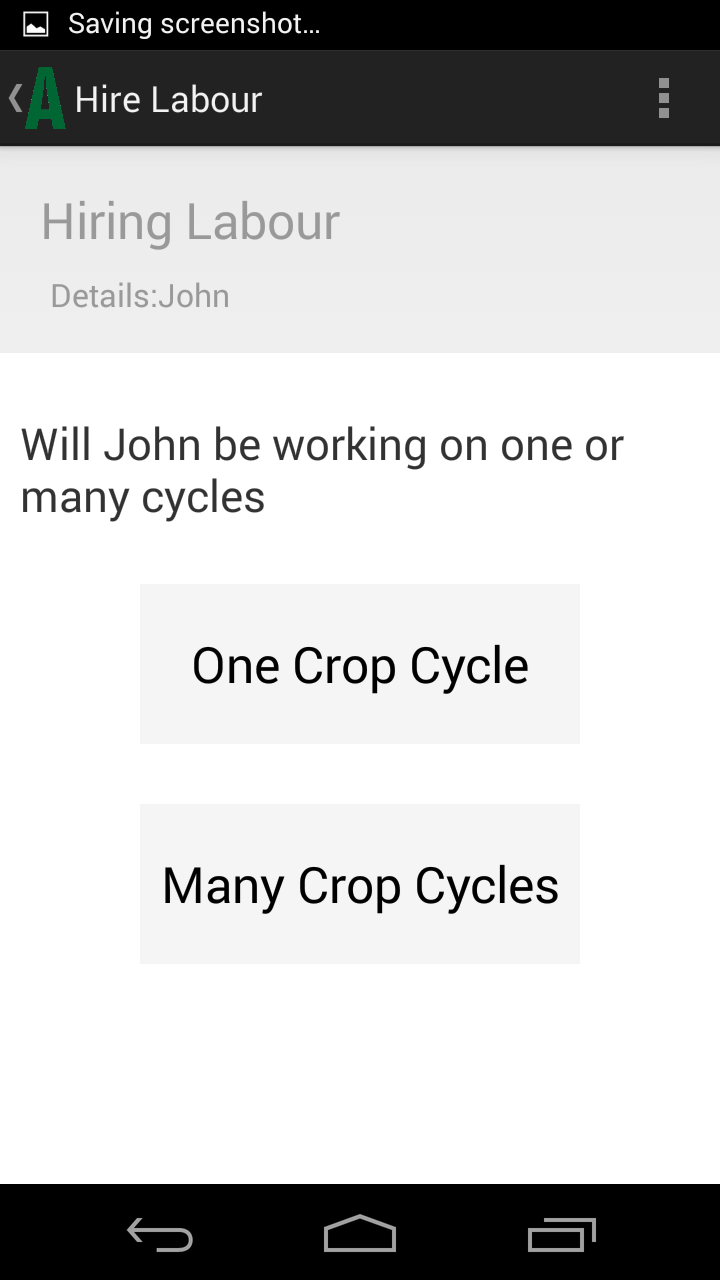 Saving screenshot...
A Hire Labour
Hiring Labour
Details:John
Will John be working on one or
many cycles
One Crop Cycle
Many Crop Cycles